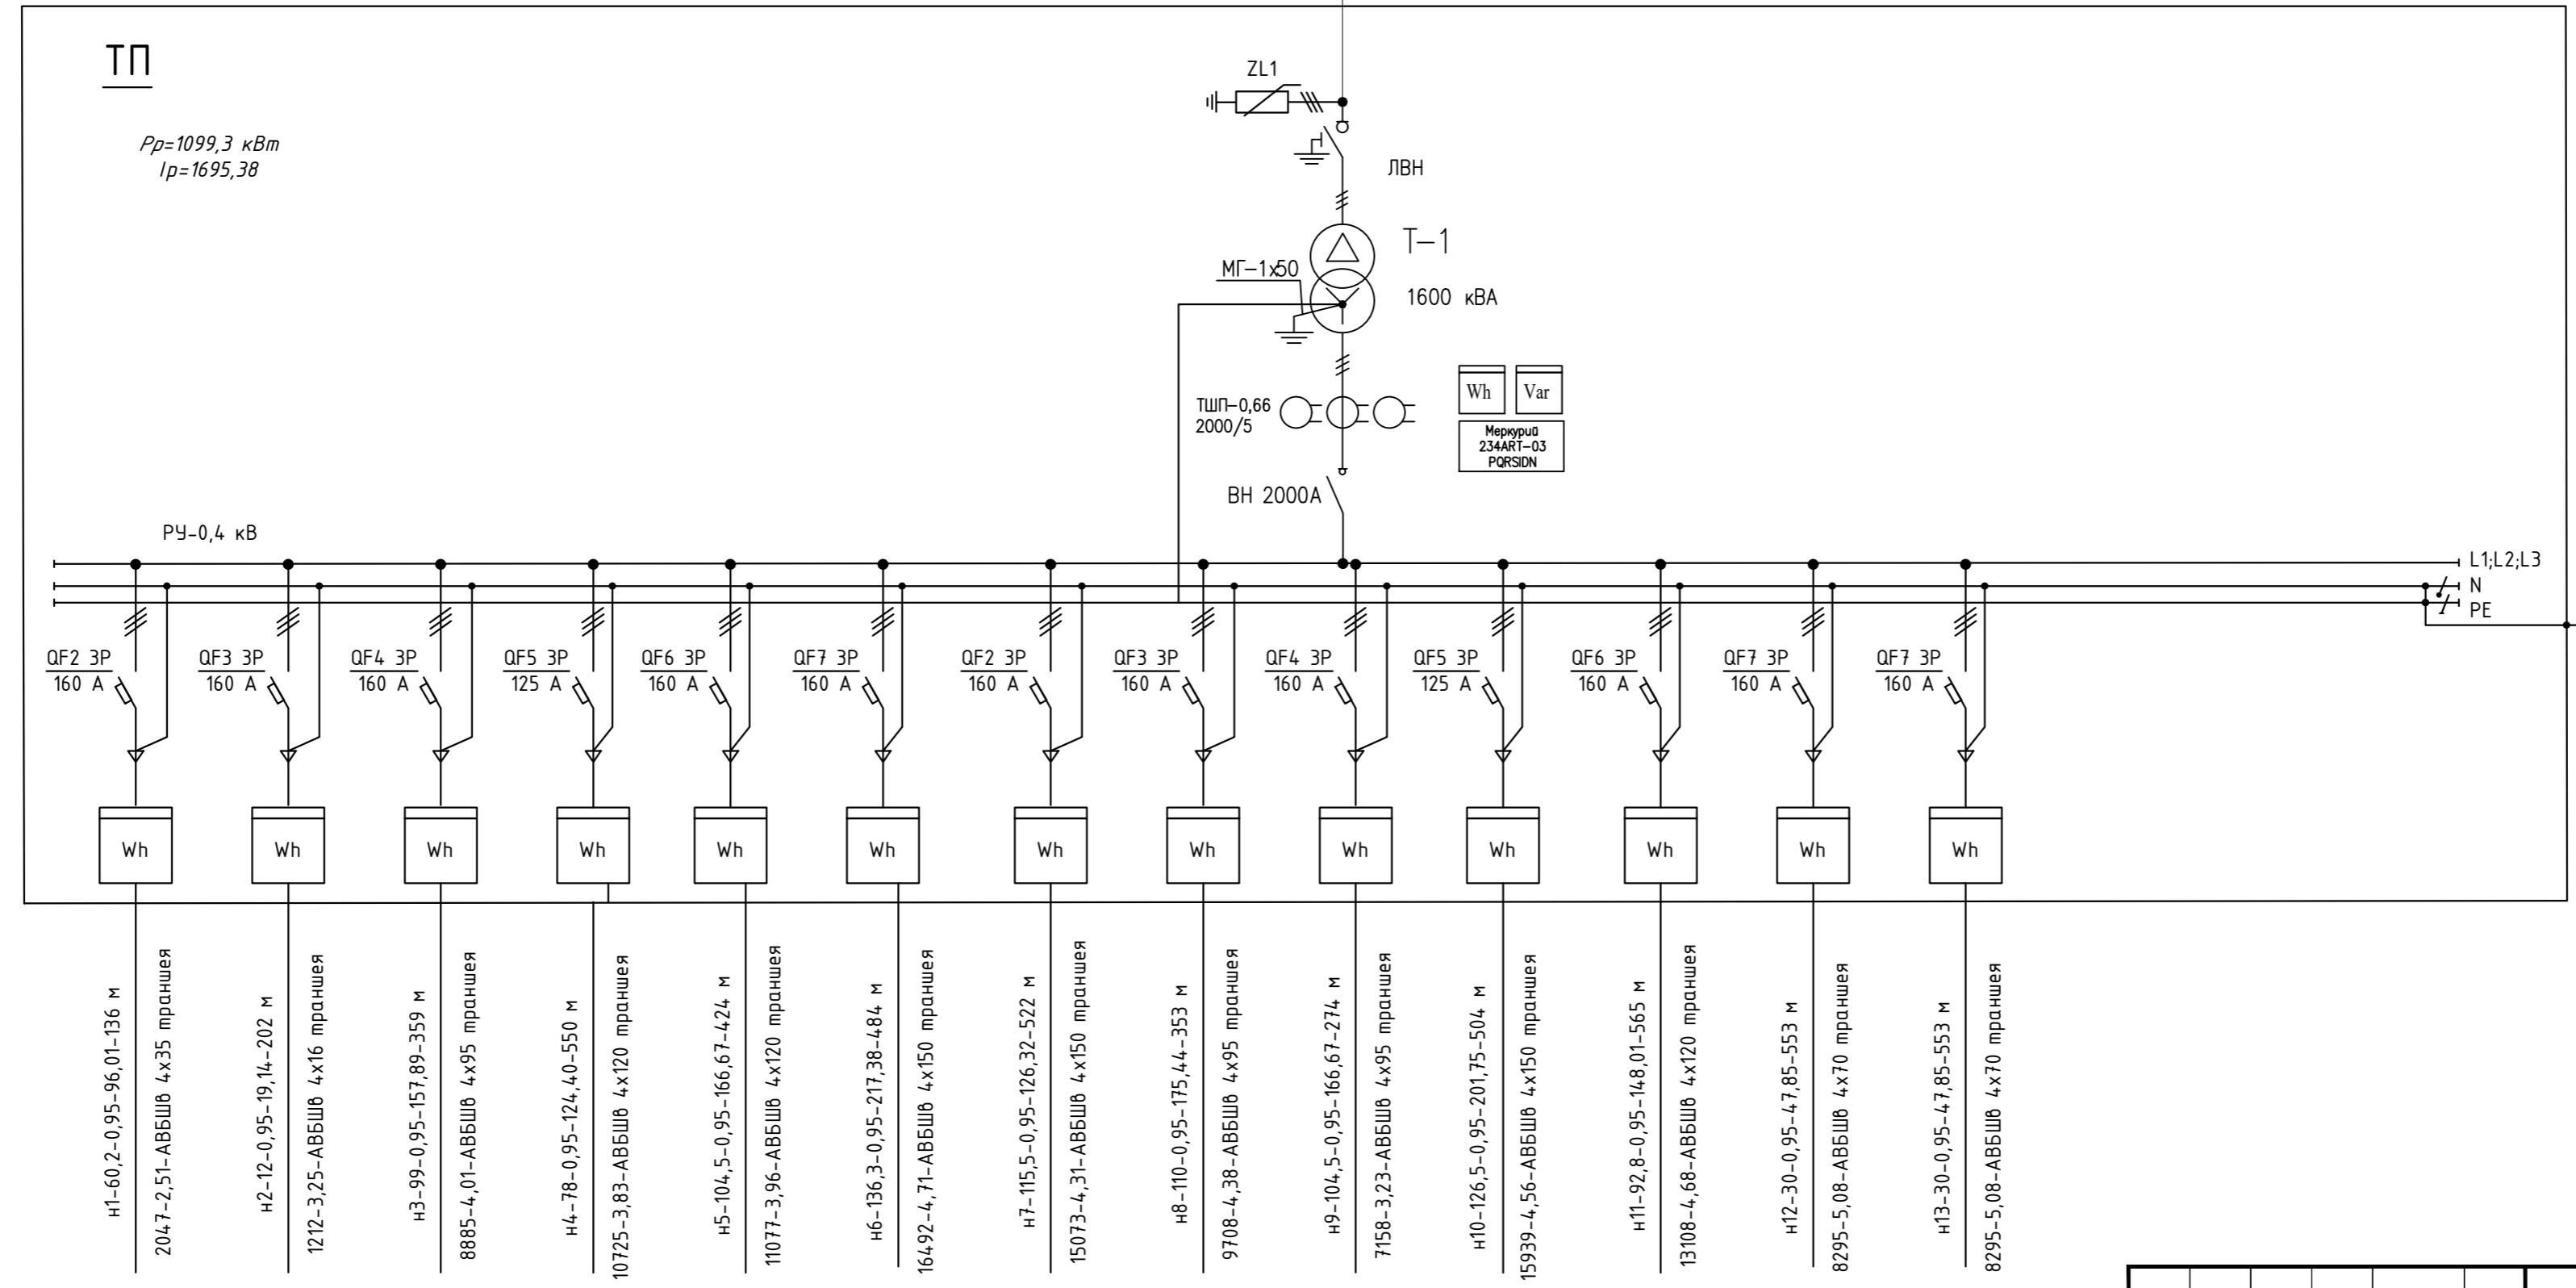 ТП
Рр=1099,3 кВт
Iр=1695,38
ZL1
ЛВН
Т-1
МГ-1х50
1600 кВА
ТШП-0,66
2000/5
Wh
Var
Меркурий
234ART-03
PQRSIDN
ВН 2000А
РУ-0,4 кВ
L1;L2;L3
N
PE
QF2 3P
160 А
QF3 3P
160 А
QF4 3P
160 А
QF5 3P
125 А
QF6 3P
160 А
QF7 3P
160 А
QF2 3P
160 А
QF3 3P
160 А
QF4 3P
160 А
QF5 3P
125 А
QF6 3P
160 А
QF7 3P
160 А
QF7 3P
160 А
Wh
Wh
Wh
Wh
Wh
Wh
Wh
Wh
Wh
Wh
Wh
Wh
Wh
н1-60,2-0,95-96,01-136 м
2047-2,51-АВБШв 4х35 траншея
н2-12-0,95-19,14-202 м
1212-3,25-АВБШв 4х16 траншея
н3-99-0,95-157,89-359 м
8885-4,01-АВБШв 4х95 траншея
н4-78-0,95-124,40-550 м
10725-3,83-АВБШв 4х120 траншея
н5-104,5-0,95-166,67-424 м
11077-3,96-АВБШв 4х120 траншея
н6-136,3-0,95-217,38-484 м
16492-4,71-АВБШв 4х150 траншея
н7-115,5-0,95-126,32-522 м
15073-4,31-АВБШв 4х150 траншея
н8-110-0,95-175,44-353 м
9708-4,38-АВБШв 4х95 траншея
н9-104,5-0,95-166,67-274 м
7158-3,23-АВБШв 4х95 траншея
н10-126,5-0,95-201,75-504 м
15939-4,56-АВБШв 4х150 траншея
н11-92,8-0,95-148,01-565 м
13108-4,68-АВБШв 4х120 траншея
н12-30-0,95-47,85-553 м
8295-5,08-АВБШв 4х70 траншея
н13-30-0,95-47,85-553 м
8295-5,08-АВБШв 4х70 траншея